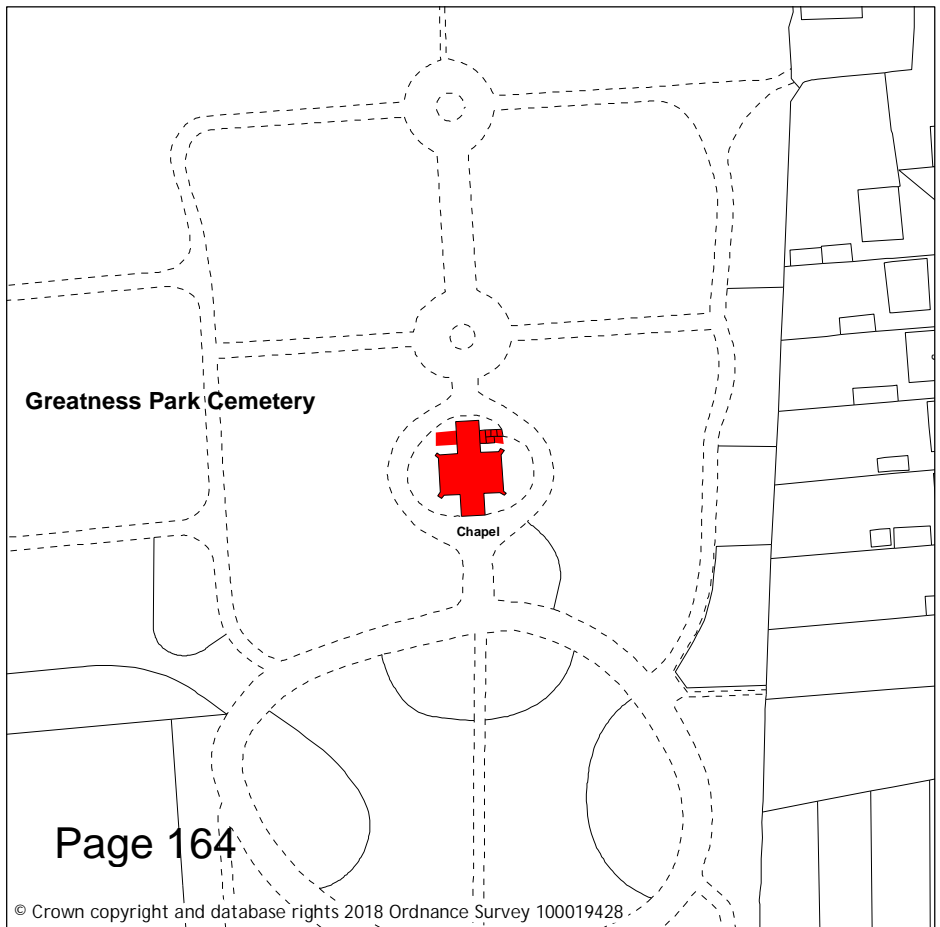 Greatness Park Cemetery
Chapel
Page 164
© Crown copyright and database rights 2018 Ordnance Survey 100019428